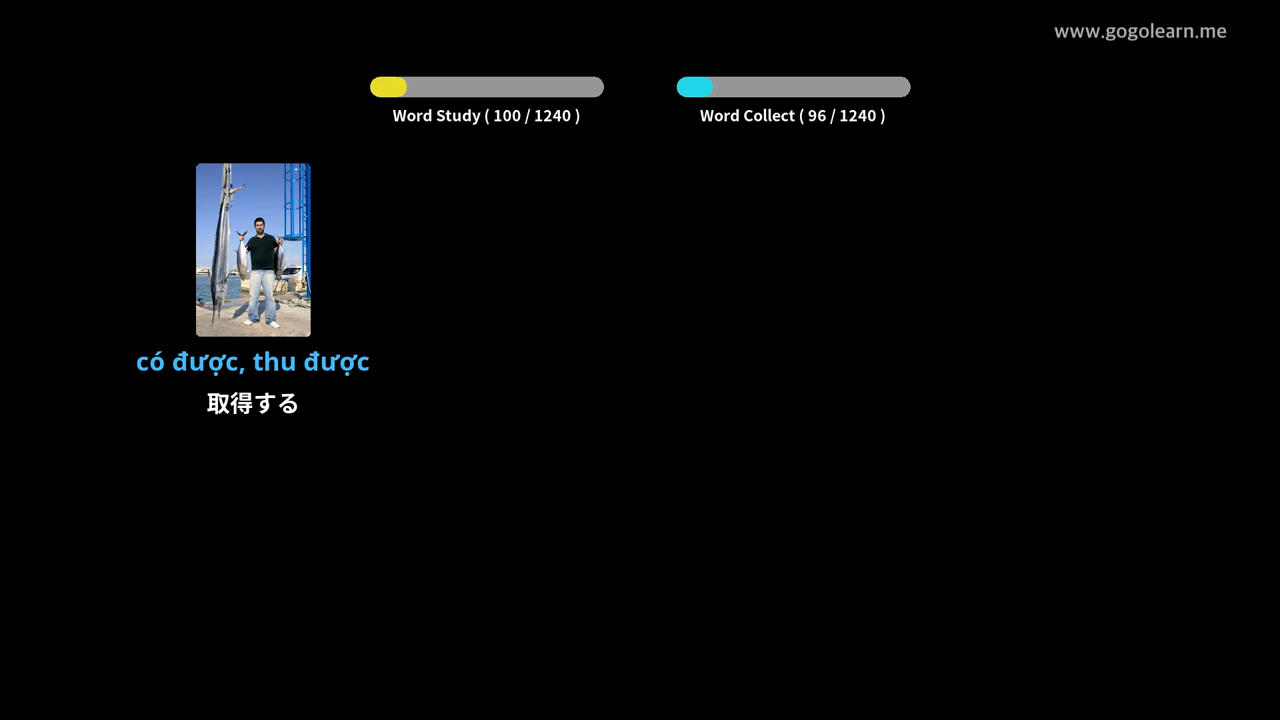 www.gogolearn.me
Word Study ( 100 / 1240 )
Word Collect ( 96 / 1240 )
có được, thu được
取得する